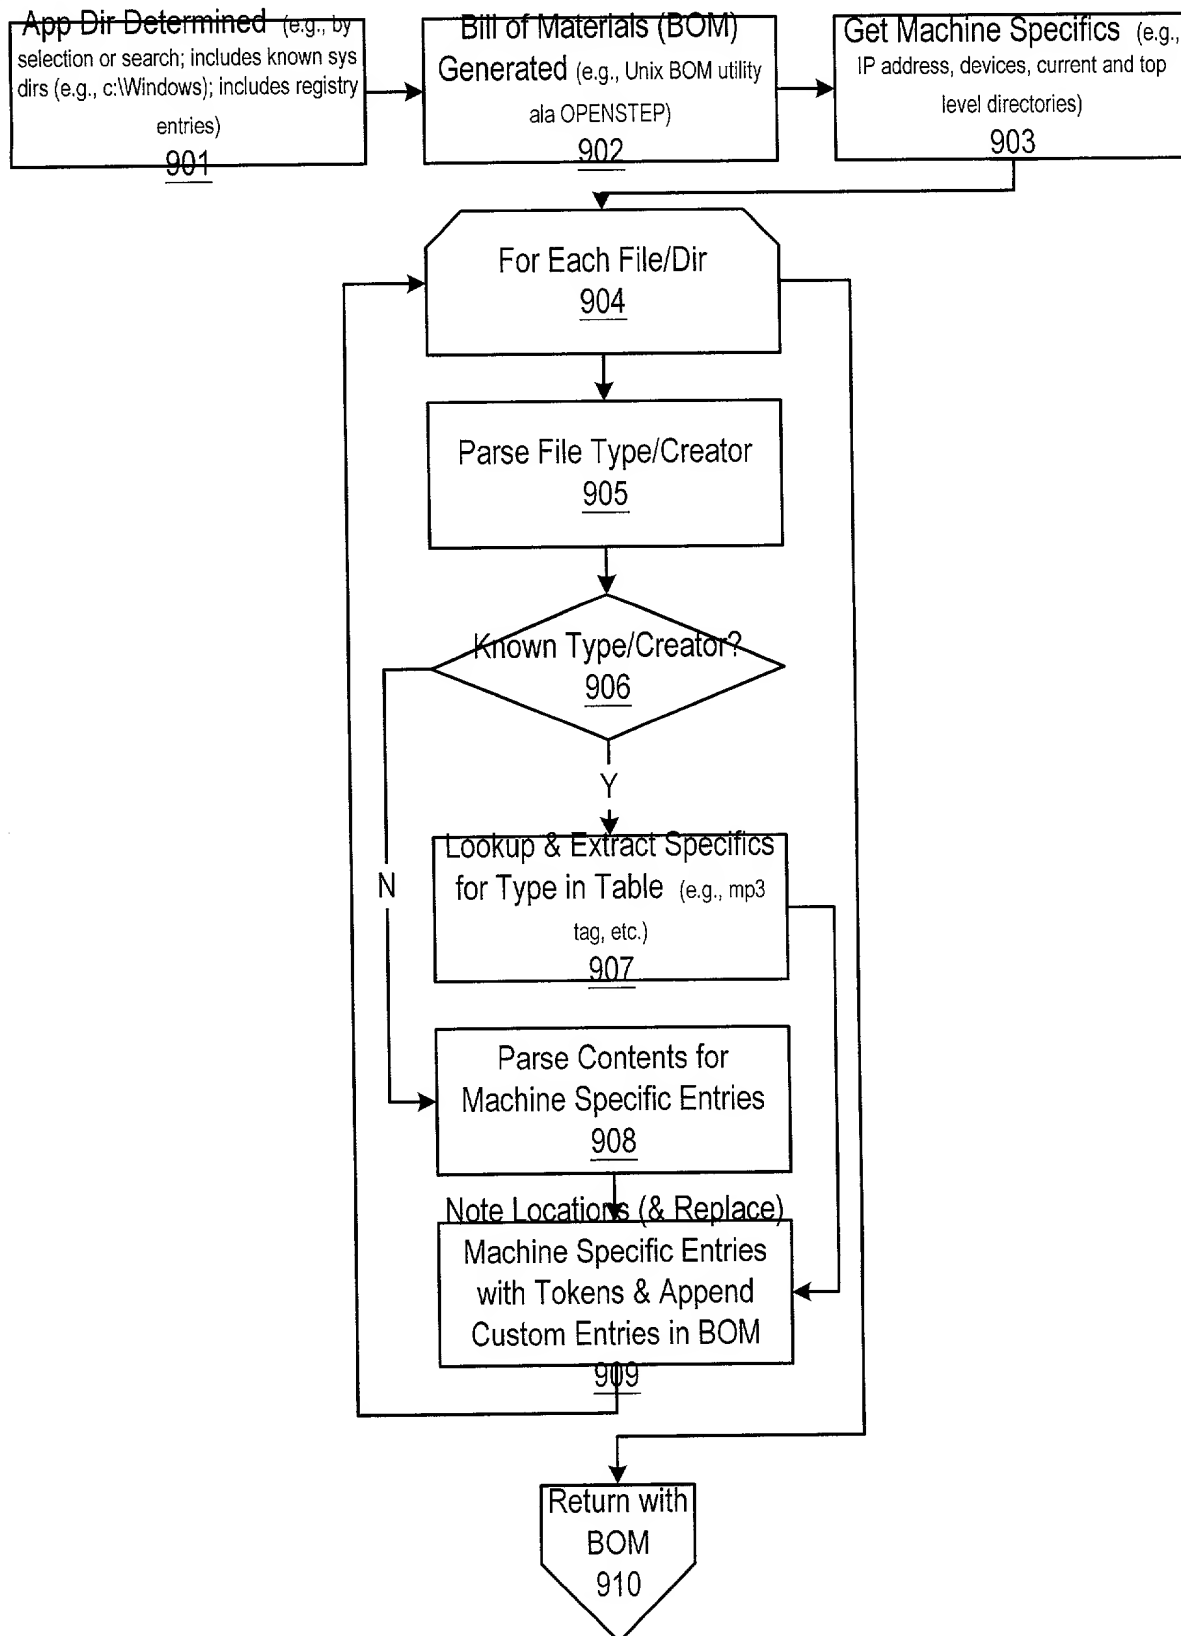 App Dir Determined (e.g., by
selection or search; includes known sys
dirs (e.g., c:\Windows); includes registry
entries)
901
Bill of Materials (BOM)
Generated (e.g., Unix BOM utility
ala OPENSTEP)
902
Get Machine Specifics (e.g.,
IP address, devices, current and top
level directories)
903
For Each File/Dir
904
Parse File Type/Creator
905
Known Type/Creator?
906
Y
N
Lookup & Extract Specifics
for Type in Table (e.g., mp3
tag, etc.)
907
Parse Contents for
Machine Specific Entries
908
Note Locations (& Replace)
Machine Specific Entries
with Tokens & Append
Custom Entries in BOM
909
Return with
BOM
910